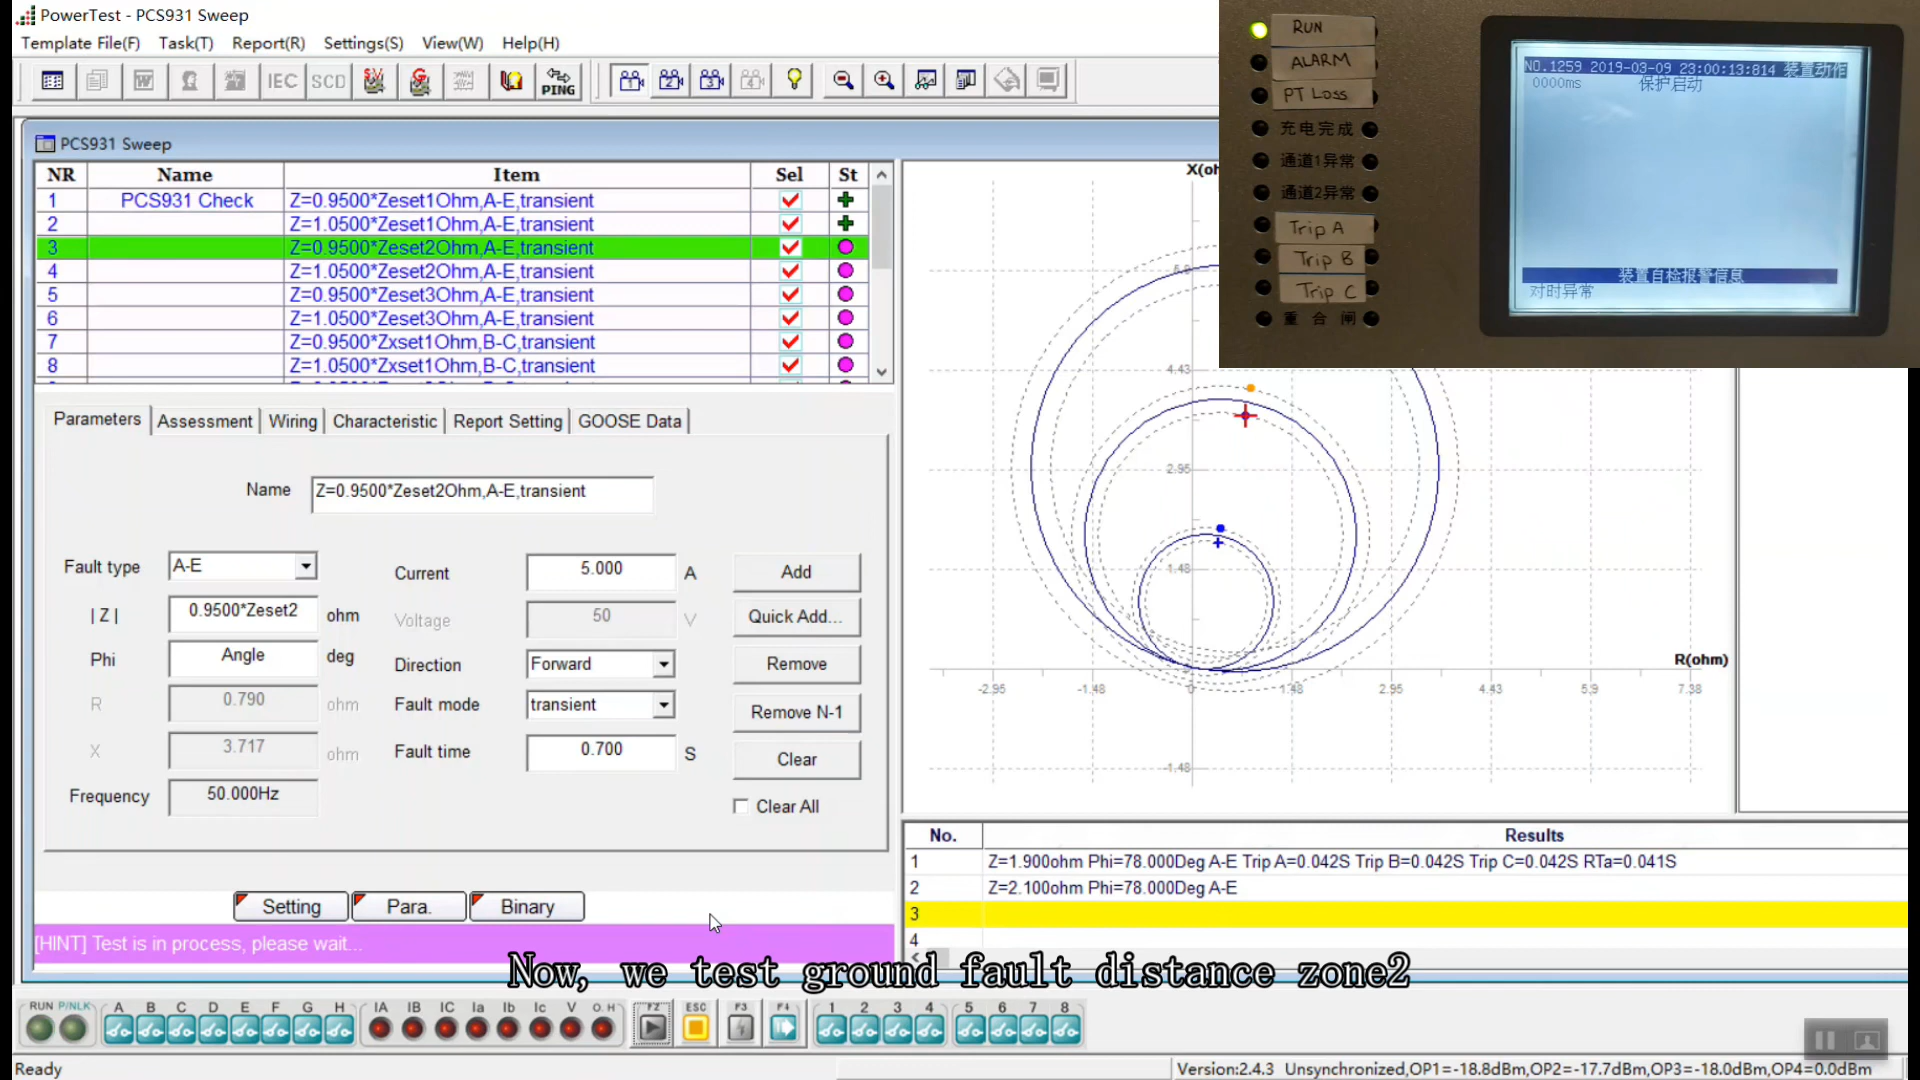 PowerTest - PCS931 Sweep
Template File(F) Task(T) Report(R) Settings(S) View(W) Help(H)
IEC SCD PING
PCS931 Sweep
NR Name Item Sel St
1 PCS931 Check Z=0.9500*Zeset1Ohm,A-E,transient
2 Z=1.0500*Zeset1Ohm,A-E,transient
3 Z=0.9500*Zeset2Ohm,A-E,transient
4 Z=1.0500*Zeset2Ohm,A-E,transient
5 Z=0.9500*Zeset3Ohm,A-E,transient
6 Z=1.0500*Zeset3Ohm,A-E,transient
7 Z=0.9500*Zxset1Ohm,B-C,transient
8 Z=1.0500*Zxset1Ohm,B-C,transient
Parameters Assessment Wiring Characteristic Report Setting GOOSE Data
Name Z=0.9500*Zeset2Ohm,A-E,transient
Fault type A-E Current 5.000 A Add
|Z| 0.9500*Zeset2 ohm Voltage 50 V Quick Add...
Phi Angle deg Direction Forward Remove
R 0.790 ohm Fault mode transient Remove N-1
X 3.717 ohm Fault time 0.700 S Clear
Frequency 50.000Hz Clear All
Setting Para. Binary
[HINT] Test is in process, please wait...
X(oh
5.9
4.43
2.95
1.48
R(ohm)
-2.95 -1.48 0 1.48 2.95 4.43 5.9 7.38
-1.48
RUN
ALARM
PT Loss
充电完成
通道1异常
通道2异常
Trip A
Trip B
Trip C
重合闸
NO.1259 2019-03-09 23:00:13:814 装置动作
0000ms 保护启动
装置自检报警信息
对时异常
No. Results
1 Z=1.900ohm Phi=78.000Deg A-E Trip A=0.042S Trip B=0.042S Trip C=0.042S RTa=0.041S
2 Z=2.100ohm Phi=78.000Deg A-E
3
4
Now, we test ground fault distance zone2
RUN P/NLK A B C D E F G H IA IB IC Ia Ib Ic V O.H F2 ESC F3 F4 1 2 3 4 5 6 7 8
Ready Version:2.4.3 Unsynchronized,OP1=-18.8dBm,OP2=-17.7dBm,OP3=-18.0dBm,OP4=0.0dBm